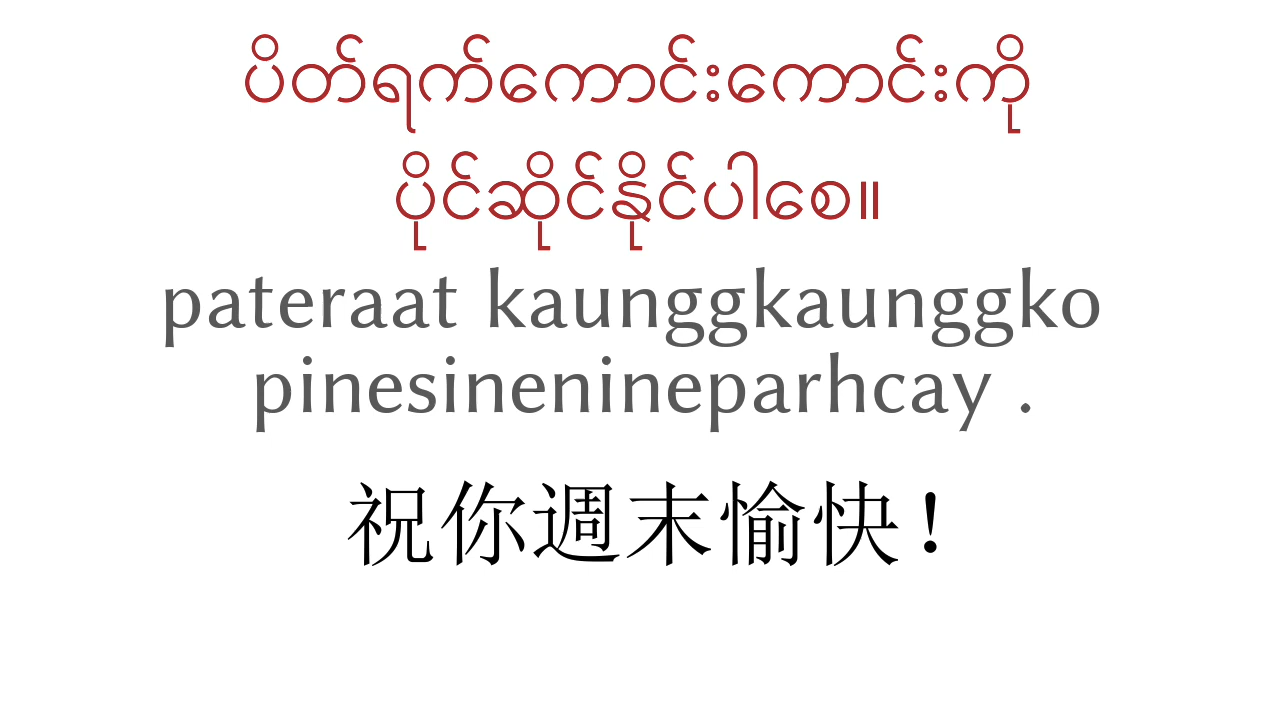 ပိတ်ရက်ကောင်းကောင်းကို
ပိုင်ဆိုင်နိုင်ပါစေ။
pateraat kaunggkaunggko
pinesinenineparhcay .
祝你週末愉快！